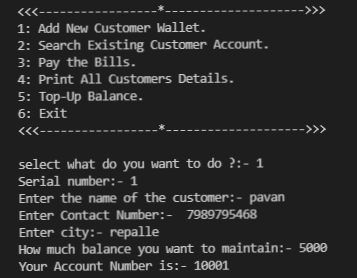 <<<-----------------*-------------------->>>
1: Add New Customer Wallet.
2: Search Existing Customer Account.
3: Pay the Bills.
4: Print All Customers Details.
5: Top-Up Balance.
6: Exit
<<<-----------------*-------------------->>>
select what do you want to do ?:- 1
Serial number:- 1
Enter the name of the customer:- pavan
Enter Contact Number:-  7989795468
Enter city:- repalle
How much balance you want to maintain:- 5000
Your Account Number is:- 10001